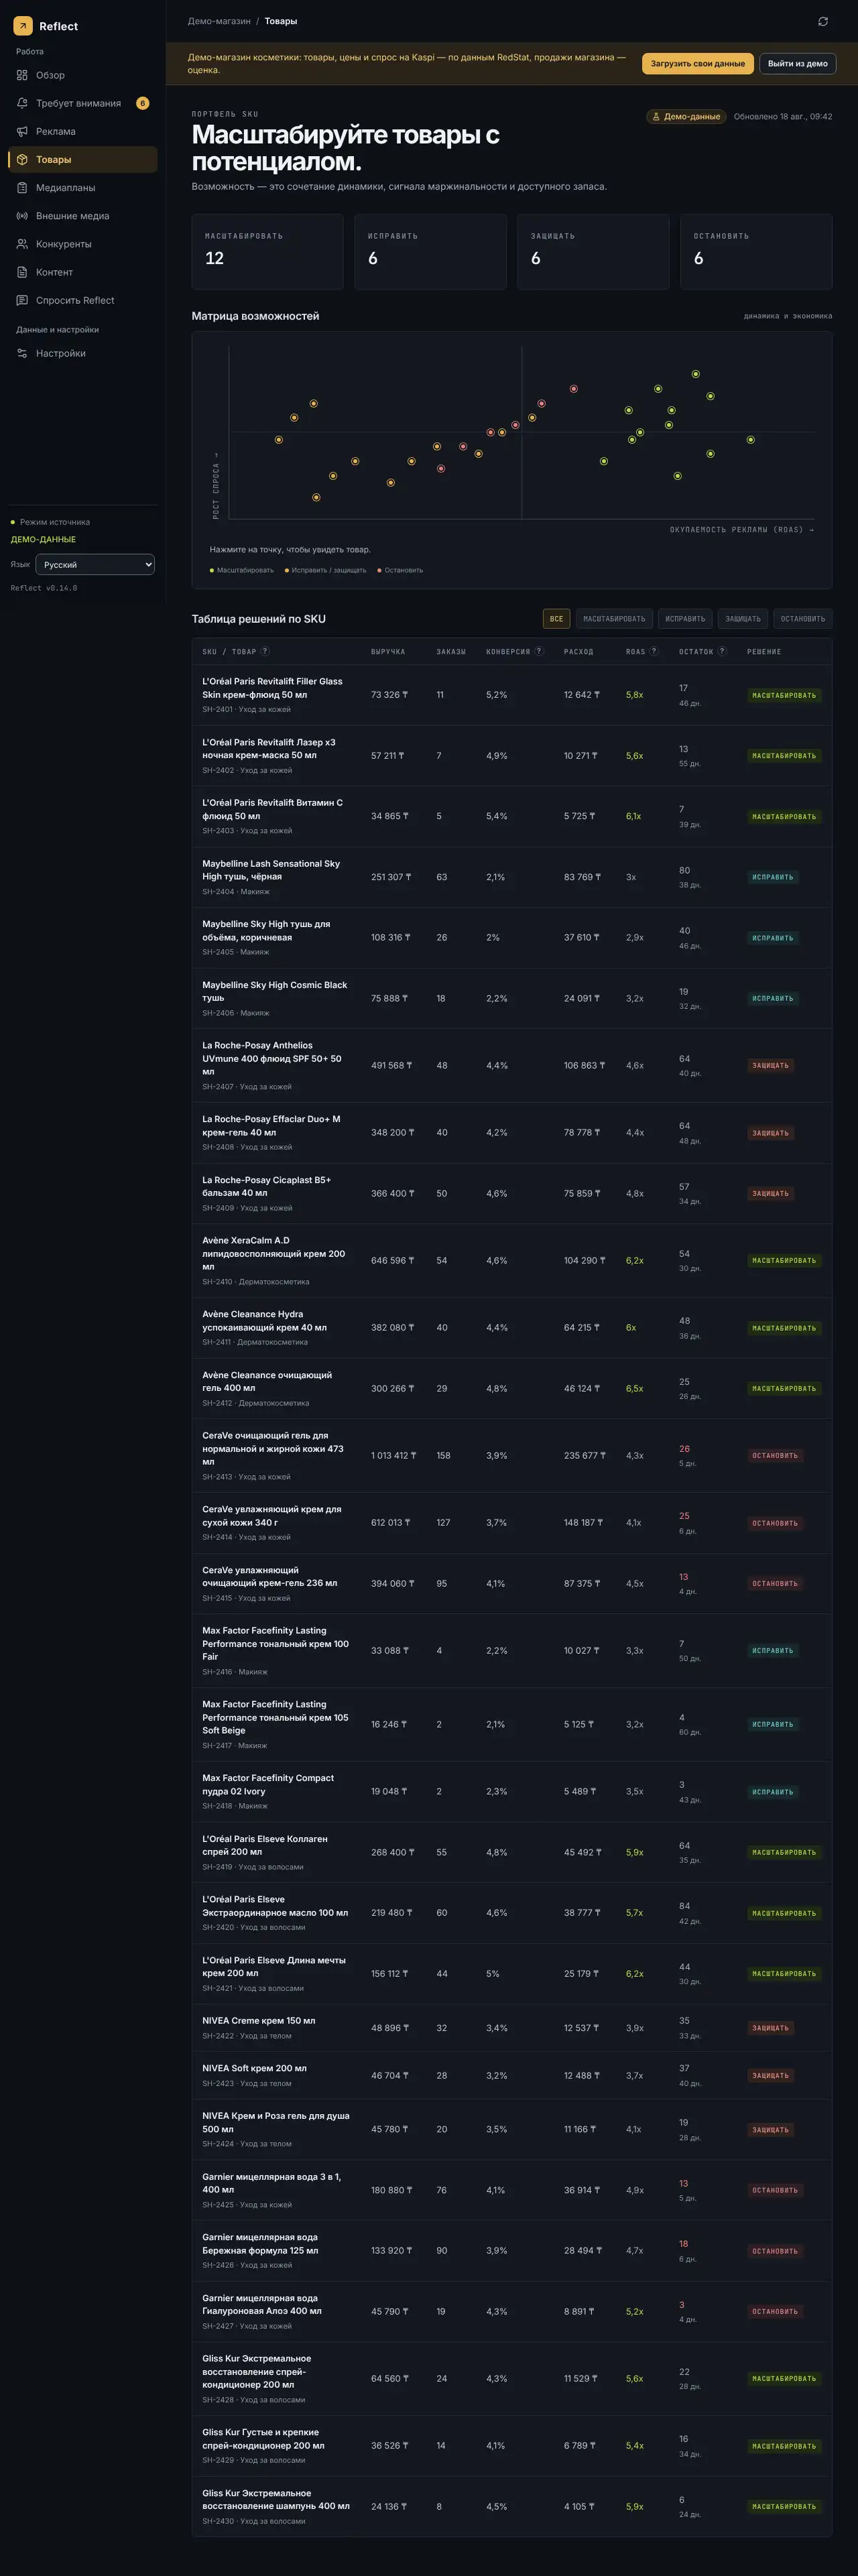 Reflect
Работа
Обзор
Требует внимания 6
Реклама
Товары
Медиапланы
Внешние медиа
Конкуренты
Контент
Спросить Reflect
Данные и настройки
Настройки
Режим источника
ДЕМО-ДАННЫЕ
Язык Русский
Reflect v0.14.0
Демо-магазин / Товары
Демо-магазин косметики: товары, цены и спрос на Kaspi — по данным RedStat, продажи магазина —
оценка.
Загрузить свои данные Выйти из демо
ПОРТФЕЛЬ SKU
Масштабируйте товары с
потенциалом.
Возможность — это сочетание динамики, сигнала маржинальности и доступного запаса.
Демо-данные Обновлено 18 авг., 09:42
МАСШТАБИРОВАТЬ
12
ИСПРАВИТЬ
6
ЗАЩИЩАТЬ
6
ОСТАНОВИТЬ
6
Матрица возможностей
динамика и экономика
РОСТ СПРОСА →
ОКУПАЕМОСТЬ РЕКЛАМЫ (ROAS) →
Нажмите на точку, чтобы увидеть товар.
Масштабировать Исправить / защищать Остановить
Таблица решений по SKU
ВСЕ МАСШТАБИРОВАТЬ ИСПРАВИТЬ ЗАЩИЩАТЬ ОСТАНОВИТЬ
SKU / ТОВАР ? ВЫРУЧКА ЗАКАЗЫ КОНВЕРСИЯ ? РАСХОД ROAS ? ОСТАТОК ? РЕШЕНИЕ
L'Oréal Paris Revitalift Filler Glass
Skin крем-флюид 50 мл
SH-2401 · Уход за кожей
73 326 ₸ 11 5,2% 12 642 ₸ 5,8x 17
46 дн.
МАСШТАБИРОВАТЬ
L'Oréal Paris Revitalift Лазер x3
ночная крем-маска 50 мл
SH-2402 · Уход за кожей
57 211 ₸ 7 4,9% 10 271 ₸ 5,6x 13
55 дн.
МАСШТАБИРОВАТЬ
L'Oréal Paris Revitalift Витамин С
флюид 50 мл
SH-2403 · Уход за кожей
34 865 ₸ 5 5,4% 5 725 ₸ 6,1x 7
39 дн.
МАСШТАБИРОВАТЬ
Maybelline Lash Sensational Sky
High тушь, чёрная
SH-2404 · Макияж
251 307 ₸ 63 2,1% 83 769 ₸ 3x 80
38 дн.
ИСПРАВИТЬ
Maybelline Sky High тушь для
объёма, коричневая
SH-2405 · Макияж
108 316 ₸ 26 2% 37 610 ₸ 2,9x 40
46 дн.
ИСПРАВИТЬ
Maybelline Sky High Cosmic Black
тушь
SH-2406 · Макияж
75 888 ₸ 18 2,2% 24 091 ₸ 3,2x 19
32 дн.
ИСПРАВИТЬ
La Roche-Posay Anthelios
UVmune 400 флюид SPF 50+ 50
мл
SH-2407 · Уход за кожей
491 568 ₸ 48 4,4% 106 863 ₸ 4,6x 64
40 дн.
ЗАЩИЩАТЬ
La Roche-Posay Effaclar Duo+ M
крем-гель 40 мл
SH-2408 · Уход за кожей
348 200 ₸ 40 4,2% 78 778 ₸ 4,4x 64
48 дн.
ЗАЩИЩАТЬ
La Roche-Posay Cicaplast B5+
бальзам 40 мл
SH-2409 · Уход за кожей
366 400 ₸ 50 4,6% 75 859 ₸ 4,8x 57
34 дн.
ЗАЩИЩАТЬ
Avène XeraCalm A.D
липидовосполняющий крем 200
мл
SH-2410 · Дерматокосметика
646 596 ₸ 54 4,6% 104 290 ₸ 6,2x 54
30 дн.
МАСШТАБИРОВАТЬ
Avène Cleanance Hydra
успокаивающий крем 40 мл
SH-2411 · Дерматокосметика
382 080 ₸ 40 4,4% 64 215 ₸ 6x 48
36 дн.
МАСШТАБИРОВАТЬ
Avène Cleanance очищающий
гель 400 мл
SH-2412 · Дерматокосметика
300 266 ₸ 29 4,8% 46 124 ₸ 6,5x 25
26 дн.
МАСШТАБИРОВАТЬ
CeraVe очищающий гель для
нормальной и жирной кожи 473
мл
SH-2413 · Уход за кожей
1 013 412 ₸ 158 3,9% 235 677 ₸ 4,3x 26
5 дн.
ОСТАНОВИТЬ
CeraVe увлажняющий крем для
сухой кожи 340 г
SH-2414 · Уход за кожей
612 013 ₸ 127 3,7% 148 187 ₸ 4,1x 25
6 дн.
ОСТАНОВИТЬ
CeraVe увлажняющий
очищающий крем-гель 236 мл
SH-2415 · Уход за кожей
394 060 ₸ 95 4,1% 87 375 ₸ 4,5x 13
4 дн.
ОСТАНОВИТЬ
Max Factor Facefinity Lasting
Performance тональный крем 100
Fair
SH-2416 · Макияж
33 088 ₸ 4 2,2% 10 027 ₸ 3,3x 7
50 дн.
ИСПРАВИТЬ
Max Factor Facefinity Lasting
Performance тональный крем 105
Soft Beige
SH-2417 · Макияж
16 246 ₸ 2 2,1% 5 125 ₸ 3,2x 4
60 дн.
ИСПРАВИТЬ
Max Factor Facefinity Compact
пудра 02 Ivory
SH-2418 · Макияж
19 048 ₸ 2 2,3% 5 489 ₸ 3,5x 3
43 дн.
ИСПРАВИТЬ
L'Oréal Paris Elseve Коллаген
спрей 200 мл
SH-2419 · Уход за волосами
268 400 ₸ 55 4,8% 45 492 ₸ 5,9x 64
35 дн.
МАСШТАБИРОВАТЬ
L'Oréal Paris Elseve
Экстраординарное масло 100 мл
SH-2420 · Уход за волосами
219 480 ₸ 60 4,6% 38 777 ₸ 5,7x 84
42 дн.
МАСШТАБИРОВАТЬ
L'Oréal Paris Elseve Длина мечты
крем 200 мл
SH-2421 · Уход за волосами
156 112 ₸ 44 5% 25 179 ₸ 6,2x 44
30 дн.
МАСШТАБИРОВАТЬ
NIVEA Creme крем 150 мл
SH-2422 · Уход за телом
48 896 ₸ 32 3,4% 12 537 ₸ 3,9x 35
33 дн.
ЗАЩИЩАТЬ
NIVEA Soft крем 200 мл
SH-2423 · Уход за телом
46 704 ₸ 28 3,2% 12 488 ₸ 3,7x 37
40 дн.
ЗАЩИЩАТЬ
NIVEA Крем и Роза гель для душа
500 мл
SH-2424 · Уход за телом
45 780 ₸ 20 3,5% 11 166 ₸ 4,1x 19
28 дн.
ЗАЩИЩАТЬ
Garnier мицеллярная вода 3 в 1,
400 мл
SH-2425 · Уход за кожей
180 880 ₸ 76 4,1% 36 914 ₸ 4,9x 13
5 дн.
ОСТАНОВИТЬ
Garnier мицеллярная вода
Бережная формула 125 мл
SH-2426 · Уход за кожей
133 920 ₸ 90 3,9% 28 494 ₸ 4,7x 18
6 дн.
ОСТАНОВИТЬ
Garnier мицеллярная вода
Гиалуроновая Алоэ 400 мл
SH-2427 · Уход за кожей
45 790 ₸ 19 4,3% 8 891 ₸ 5,2x 3
4 дн.
ОСТАНОВИТЬ
Gliss Kur Экстремальное
восстановление спрей-
кондиционер 200 мл
SH-2428 · Уход за волосами
64 560 ₸ 24 4,3% 11 529 ₸ 5,6x 22
28 дн.
МАСШТАБИРОВАТЬ
Gliss Kur Густые и крепкие
спрей-кондиционер 200 мл
SH-2429 · Уход за волосами
36 526 ₸ 14 4,1% 6 789 ₸ 5,4x 16
34 дн.
МАСШТАБИРОВАТЬ
Gliss Kur Экстремальное
восстановление шампунь 400 мл
SH-2430 · Уход за волосами
24 136 ₸ 8 4,5% 4 105 ₸ 5,9x 6
24 дн.
МАСШТАБИРОВАТЬ